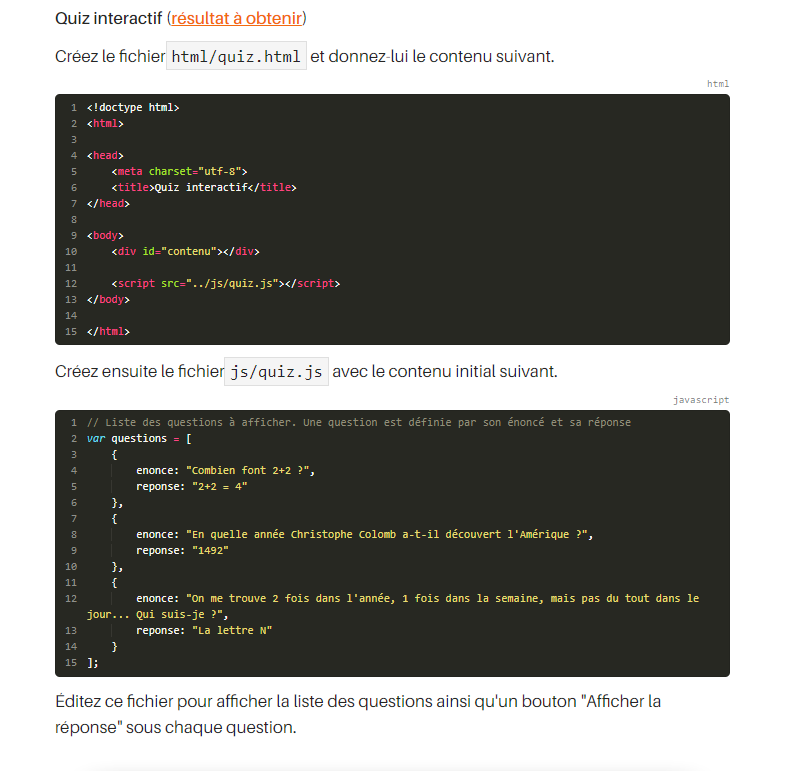 Quiz interactif (résultat à obtenir)
Créez le fichier html/quiz.html et donnez-lui le contenu suivant.
html
1 <!doctype html>
2 <html>
3
4 <head>
5     <meta charset="utf-8">
6     <title>Quiz interactif</title>
7 </head>
8
9 <body>
10     <div id="contenu"></div>
11
12     <script src="../js/quiz.js"></script>
13 </body>
14
15 </html>
Créez ensuite le fichier js/quiz.js avec le contenu initial suivant.
javascript
1 // Liste des questions à afficher. Une question est définie par son énoncé et sa réponse
2 var questions = [
3     {
4         enonce: "Combien font 2+2 ?",
5         reponse: "2+2 = 4"
6     },
7     {
8         enonce: "En quelle année Christophe Colomb a-t-il découvert l'Amérique ?",
9         reponse: "1492"
10     },
11     {
12         enonce: "On me trouve 2 fois dans l'année, 1 fois dans la semaine, mais pas du tout dans le
jour... Qui suis-je ?",
13         reponse: "La lettre N"
14     }
15 ];
Éditez ce fichier pour afficher la liste des questions ainsi qu'un bouton "Afficher la
réponse" sous chaque question.